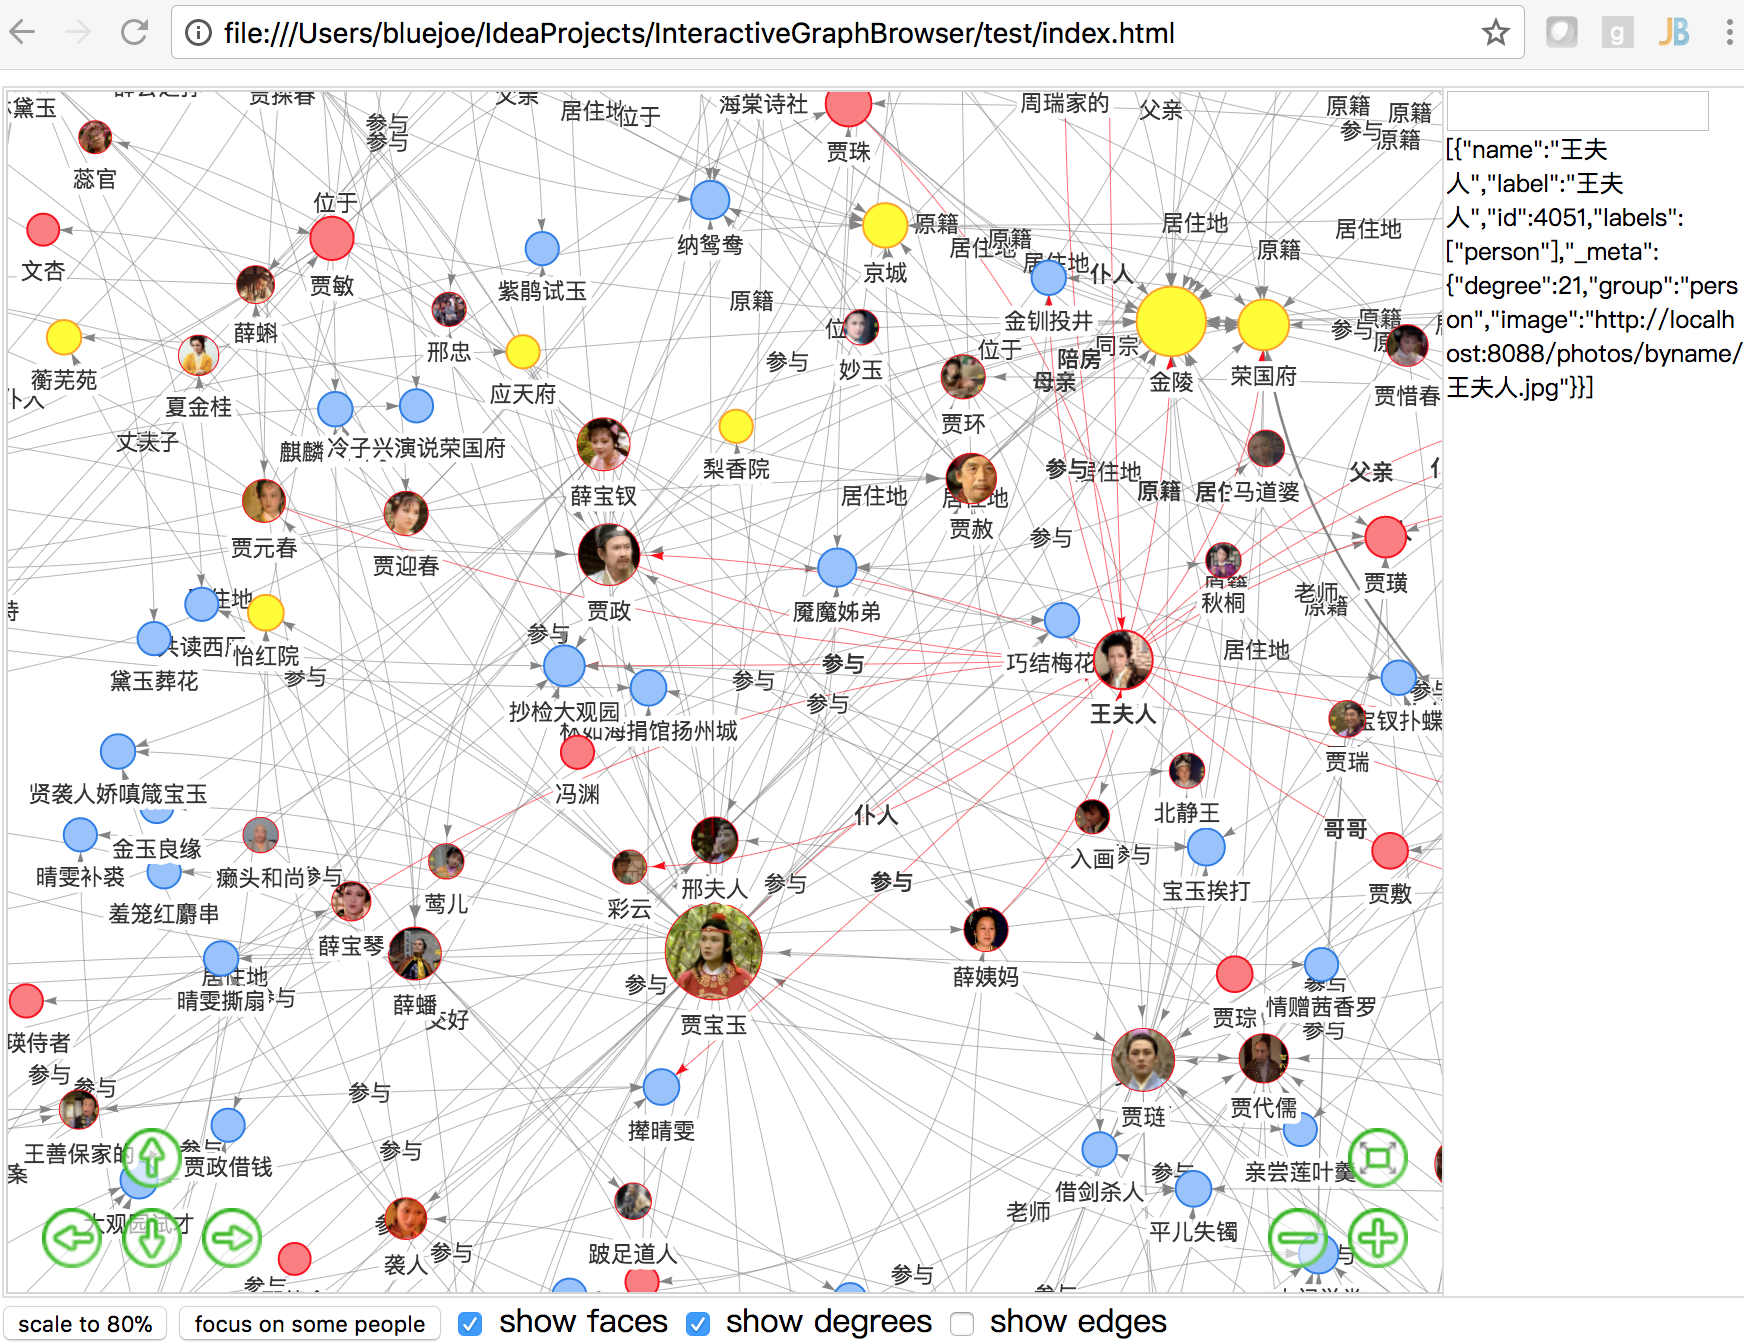 file:///Users/bluejoe/IdeaProjects/InteractiveGraphBrowser/test/index.html
黛玉
父亲
居住地
位于
海棠诗社
周瑞家的
父亲
原籍
原籍
参与
参与
参与
原籍
蕊官
贾珠
位于
文杏
贾敏
纳鸳鸯
原籍
居住地
原籍
居住地
居住地
居住地
原籍
京城
仆人
紫鹃试玉
原籍
薛蝌
邢忠
金钏投井
参与
原籍
位于
同宗
陪房
母亲
衡芜苑
夏金桂
应天府
参与
妙玉
金陵
荣国府
贾惜春
贾环
丈夫
麒麟
冷子兴演说荣国府
梨香院
薛宝钗
居住地
居住地
贾赦
参与
居住地
原籍
马道婆
父亲
贾元春
贾迎春
参与
贾政
魇魔姊弟
原籍
秋桐
老师
原籍
贾璜
居住地
共读西厢
怡红院
参与
黛玉葬花
参与
参与
参与
参与
巧结梅花
居住地
抄检大观园
林如海捐馆扬州城
王夫人
参与
宝钗扑蝶
贾瑞
贤袭人娇嗔箴宝玉
冯渊
北静王
金玉良缘
仆人
哥哥
晴雯补裘
癞头和尚
参与
入画
参与
羞笼红麝串
莺儿
彩云
邢夫人
参与
参与
宝玉挨打
贾敷
薛宝琴
居住地
晴雯撕扇
参与
薛蟠
交好
参与
贾宝玉
薛姨妈
参与
贾琮
情赠茜香罗
参与
瑛侍者
参与
参与
参与
撵晴雯
贾琏
贾代儒
王善保家的
参与
贾政借钱
参与
案
参与
借剑杀人
亲尝莲叶羹
大观园试才
老师
平儿失镯
袭人
参与
跛足道人
参与
参与
[{"name":"王夫
人","label":"王夫
人","id":4051,"labels":
["person"],"_meta":
{"degree":21,"group":"pers
on","image":"http://localh
ost:8088/photos/byname/
王夫人.jpg"}}]
scale to 80%
focus on some people
show faces
show degrees
show edges